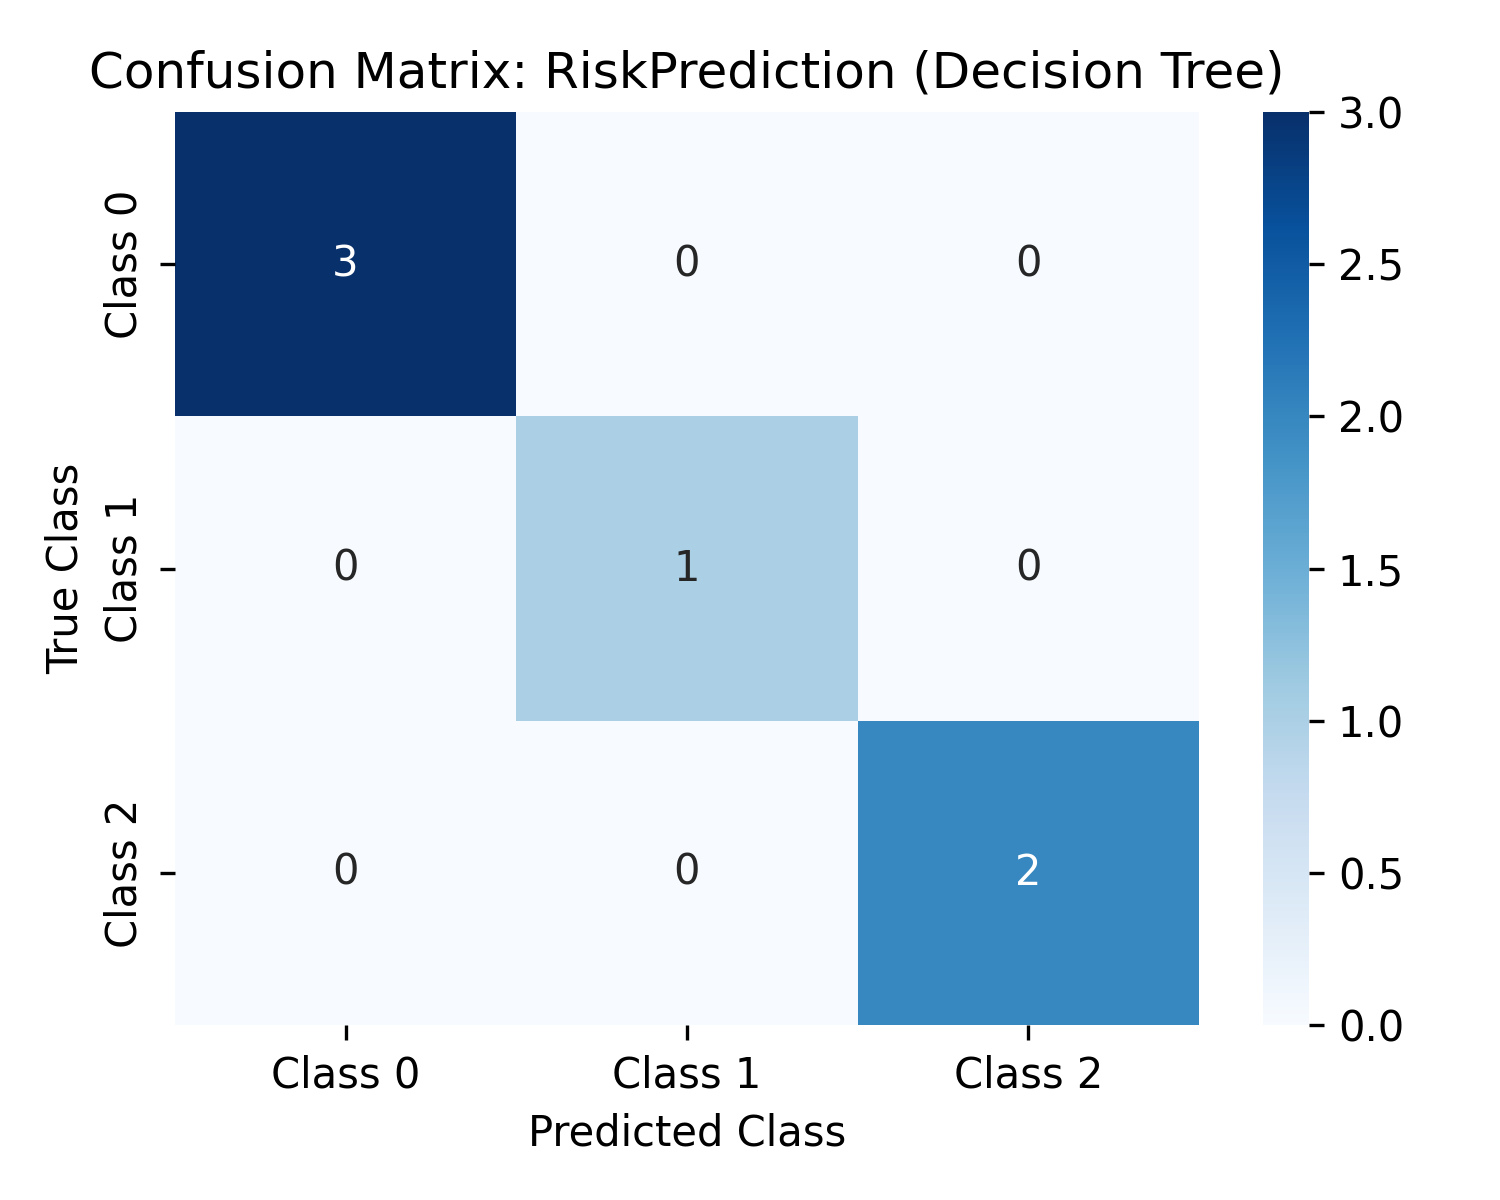 Confusion Matrix: RiskPrediction (Decision Tree)
True Class
Class 0
3 0 0
Class 1
0 1 0
Class 2
0 0 2
Class 0 Class 1 Class 2
Predicted Class
3.0
2.5
2.0
1.5
1.0
0.5
0.0